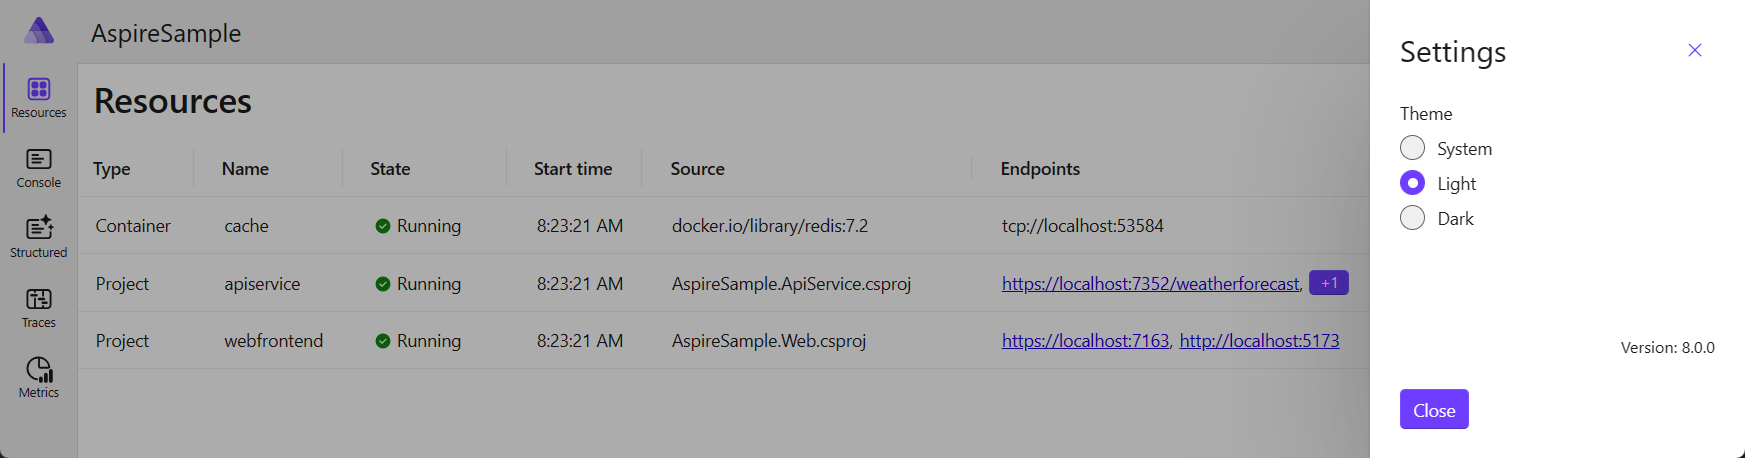 AspireSample
Resources
Console
Structured
Traces
Metrics
Resources
Type Name State Start time Source Endpoints
Container cache Running 8:23:21 AM docker.io/library/redis:7.2 tcp://localhost:53584
Project apiservice Running 8:23:21 AM AspireSample.ApiService.csproj https://localhost:7352/weatherforecast, +1
Project webfrontend Running 8:23:21 AM AspireSample.Web.csproj https://localhost:7163, http://localhost:5173
Settings
Theme
System
Light
Dark
Version: 8.0.0
Close